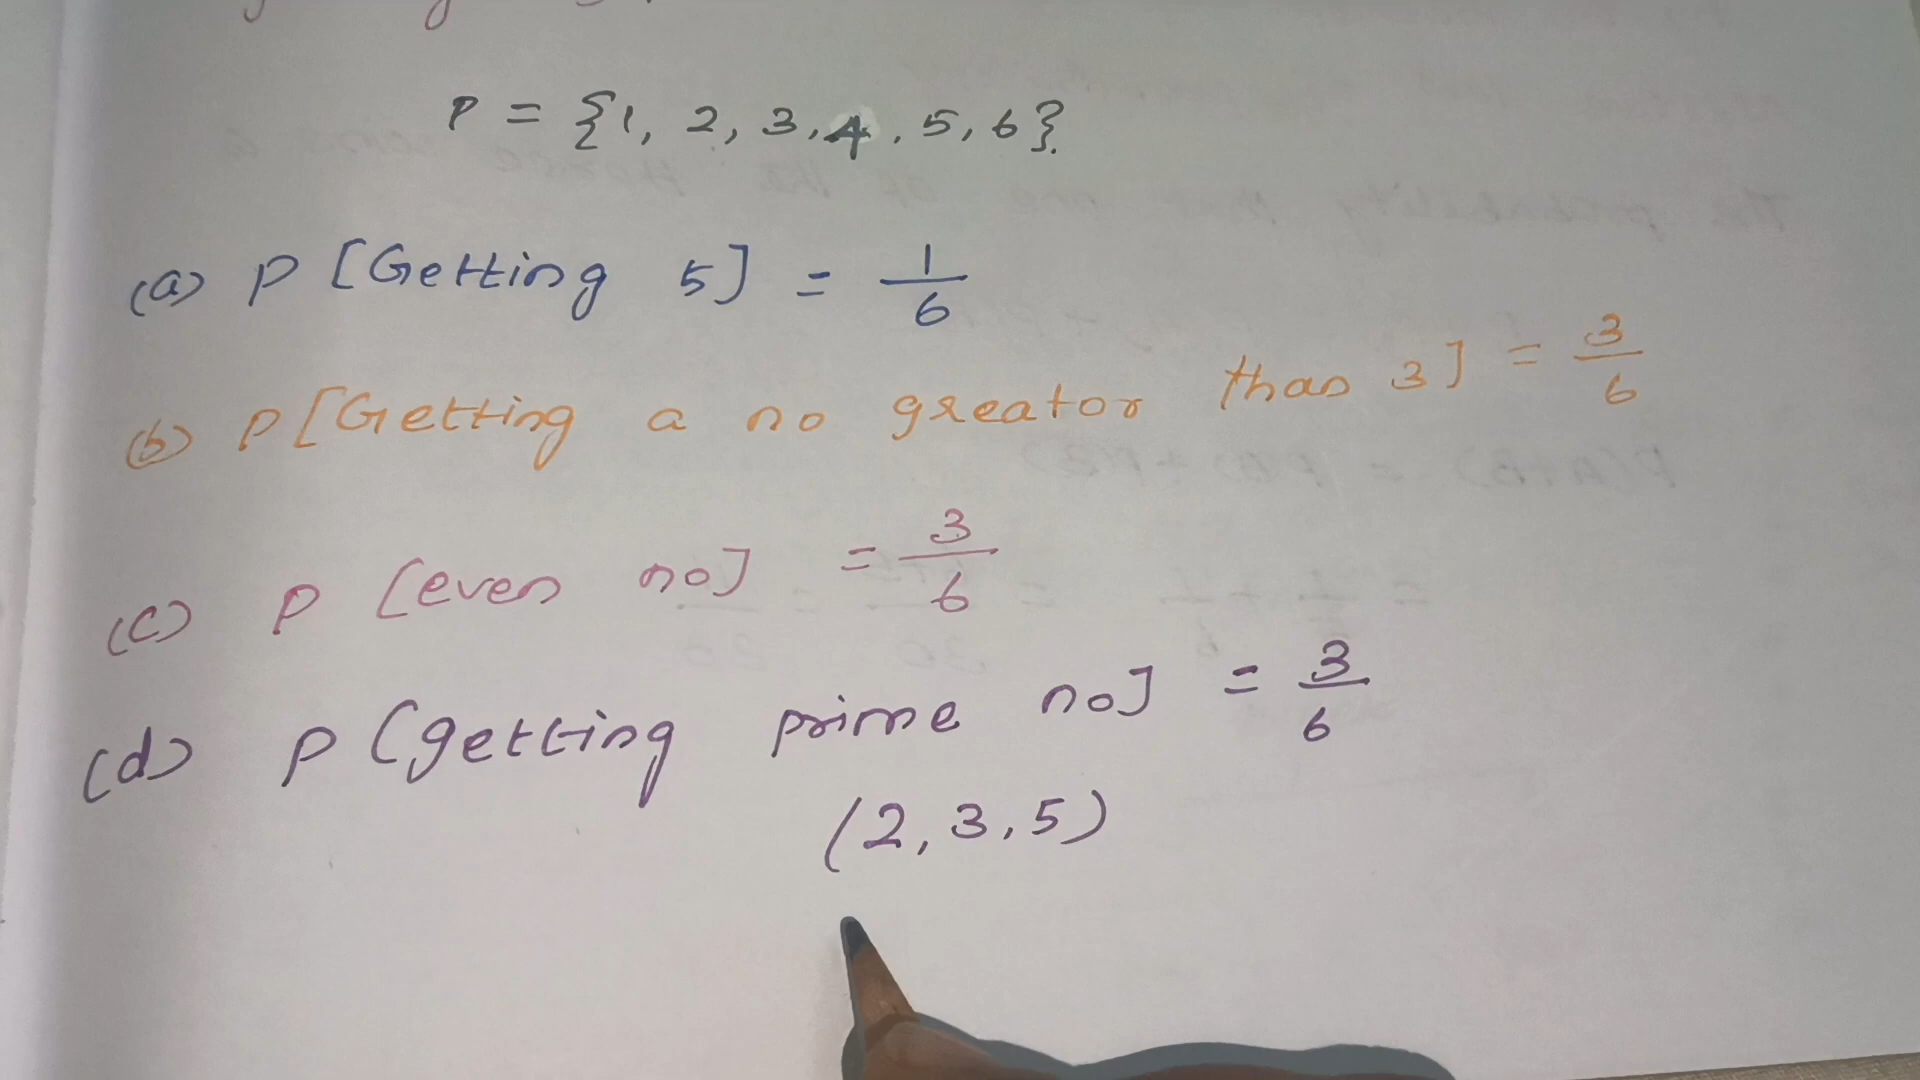 P = {1, 2, 3, 4, 5, 6}.
(a) P [Getting 5] = 1/6
(b) P [Getting a no greator than 3] = 3/6
(c) P [even no] = 3/6
(d) P [getting prime no] = 3/6
(2, 3, 5)